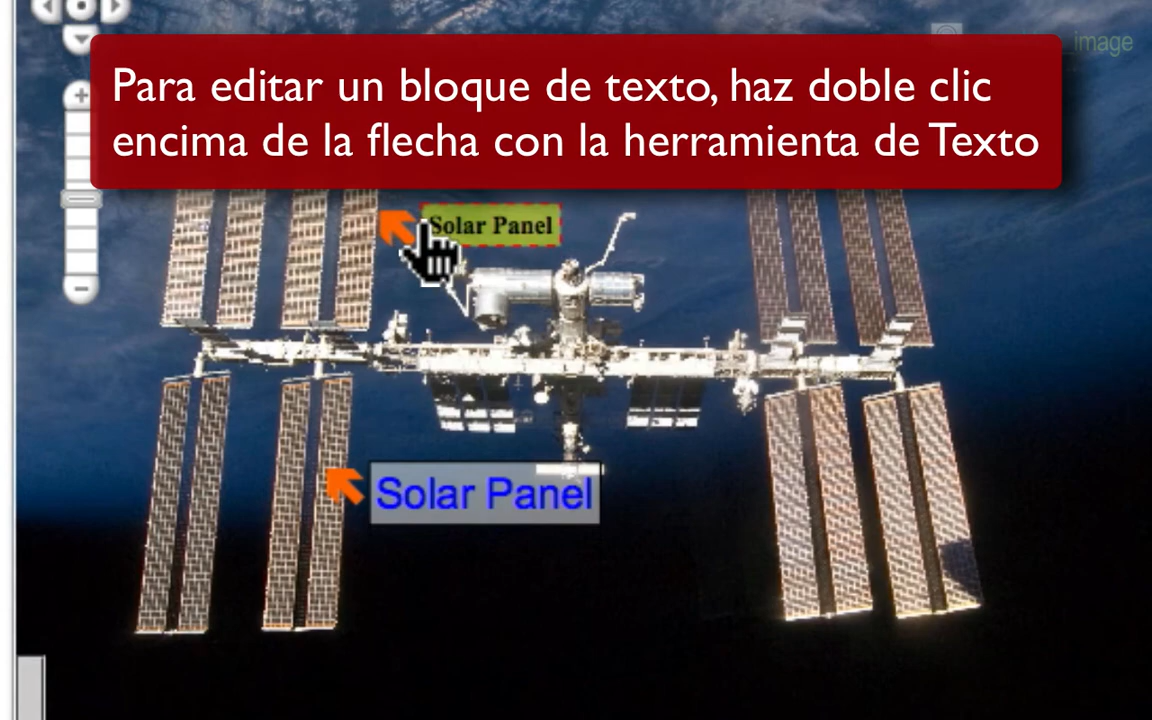 _image
Para editar un bloque de texto, haz doble clic
encima de la flecha con la herramienta de Texto
Solar Panel
Solar Panel